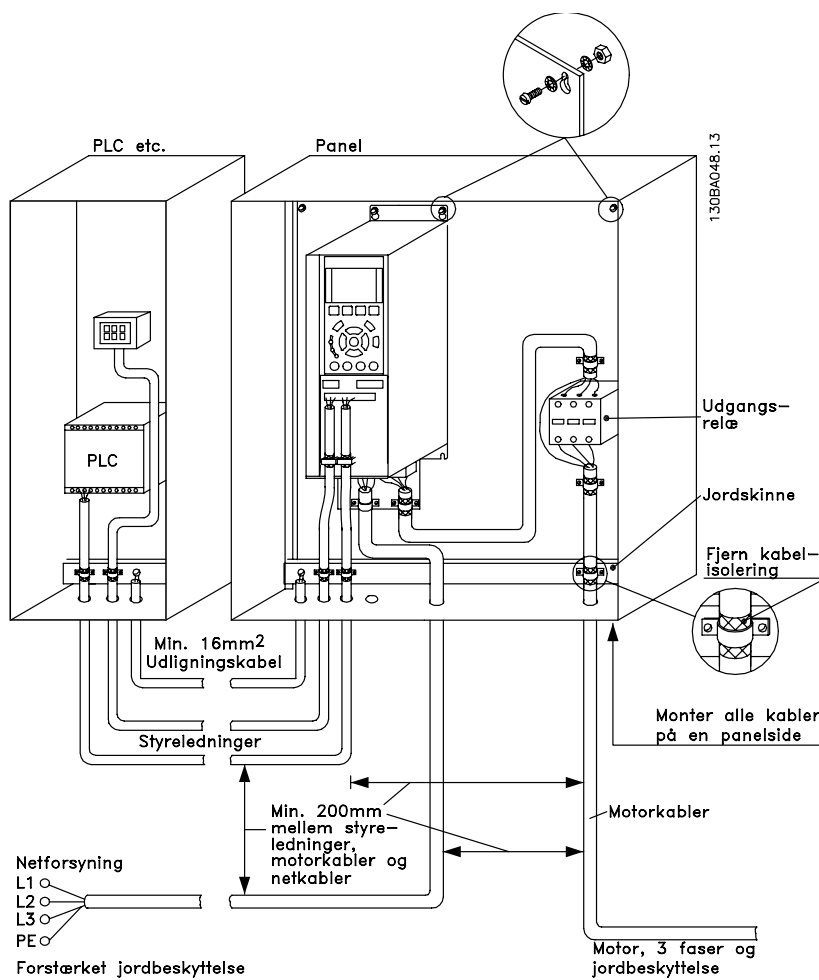 130BA048.13
PLC etc.
Panel
PLC
Udgangs-
relæ
Jordskinne
Fjern kabel-
isolering
Min. 16mm2
Udligningskabel
Styreledninger
Monter alle kabler
på en panelside
Min. 200mm
mellem styre-
ledninger,
motorkabler og
netkabler
Motorkabler
Netforsyning
L1
L2
L3
PE
Forstærket jordbeskyttelse
Motor, 3 faser og
jordbeskyttelse